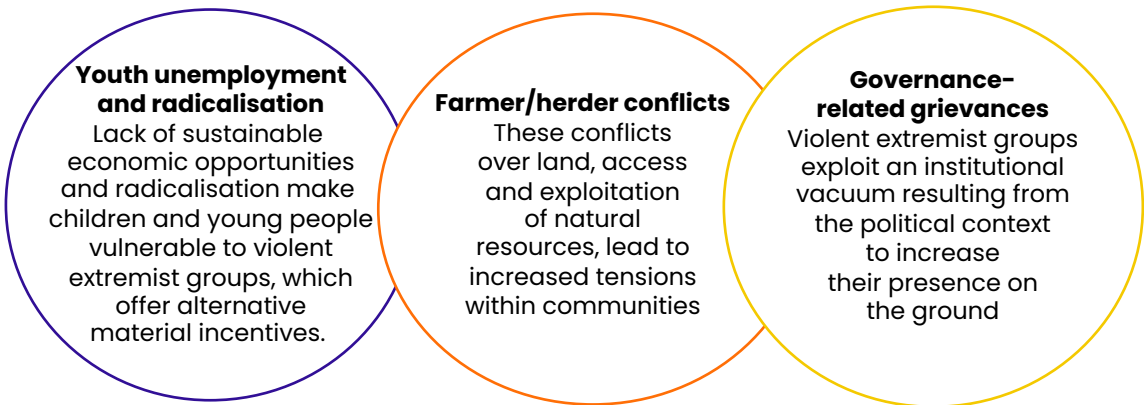 Youth unemployment
and radicalisation
Lack of sustainable
economic opportunities
and radicalisation make
children and young people
vulnerable to violent
extremist groups, which
offer alternative
material incentives.
Farmer/herder conflicts
These conflicts
over land, access
and exploitation
of natural
resources, lead to
increased tensions
within communities
Governance-
related grievances
Violent extremist groups
exploit an institutional
vacuum resulting from
the political context
to increase
their presence on
the ground